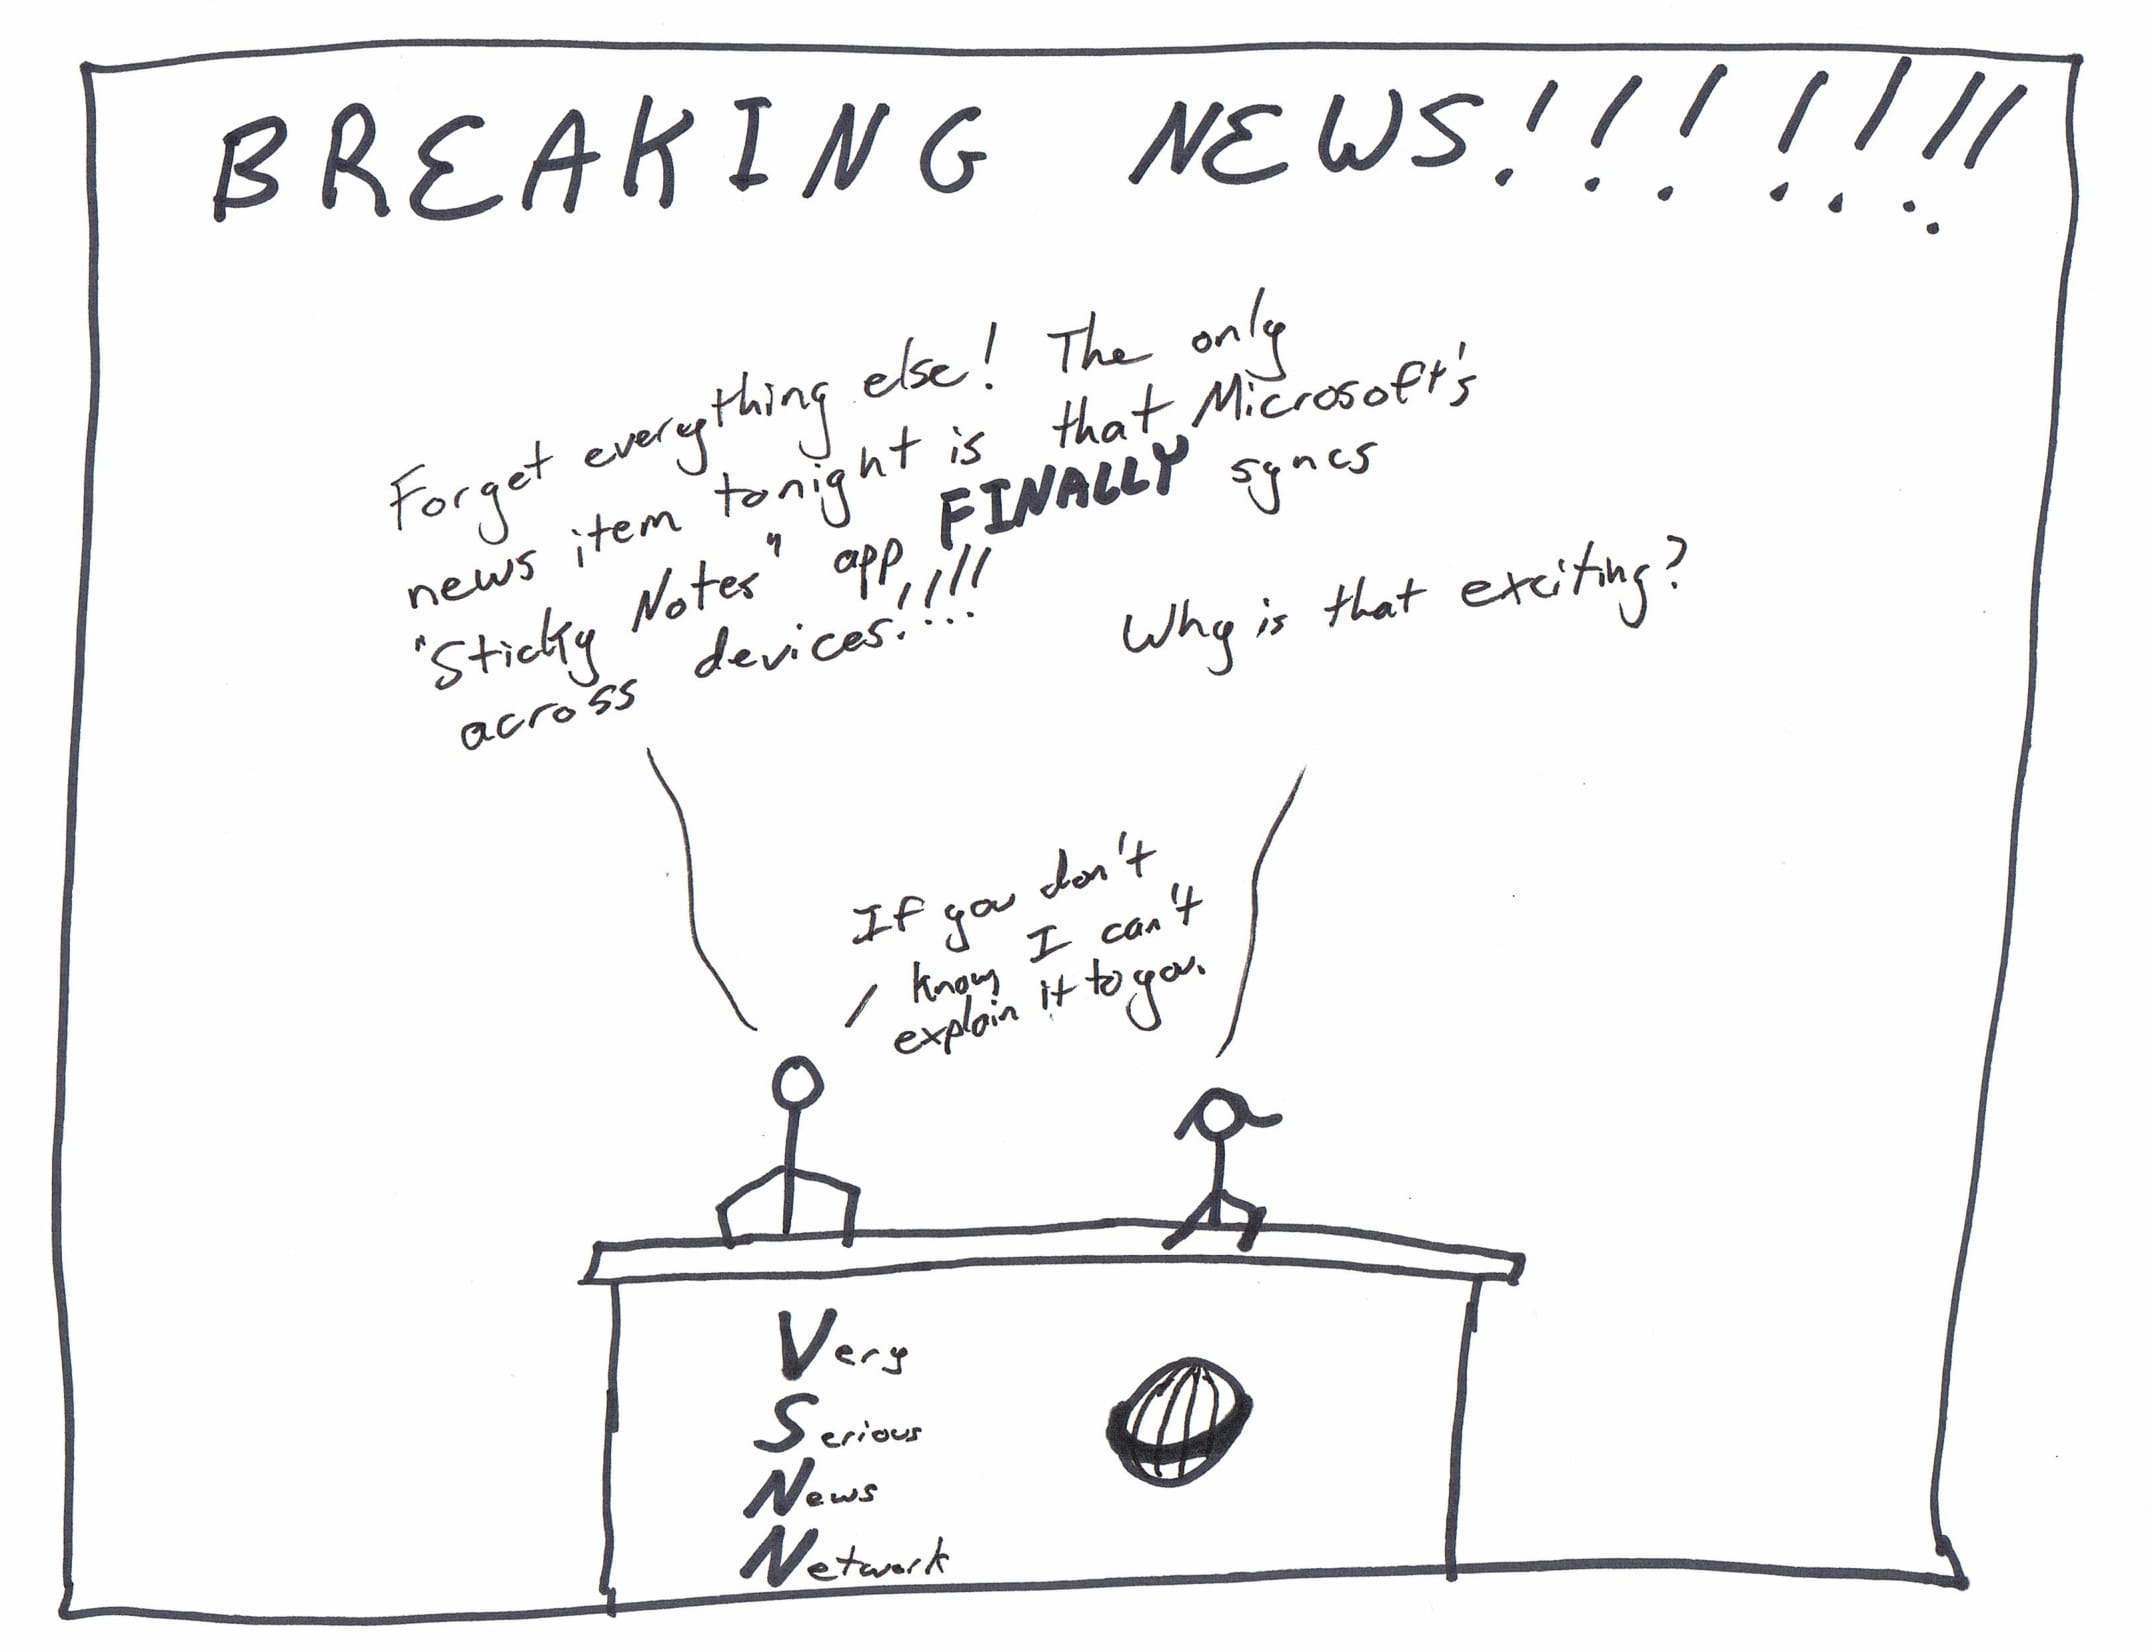 BREAKING NEWS!!!!!!!
Forget everything else! The only
news item tonight is that Microsoft's
"Sticky Notes" app FINALLY syncs
across devices!!!!
Why is that exciting?
If you don't
know, I can't
explain it to you.
Very
Serious
News
Network